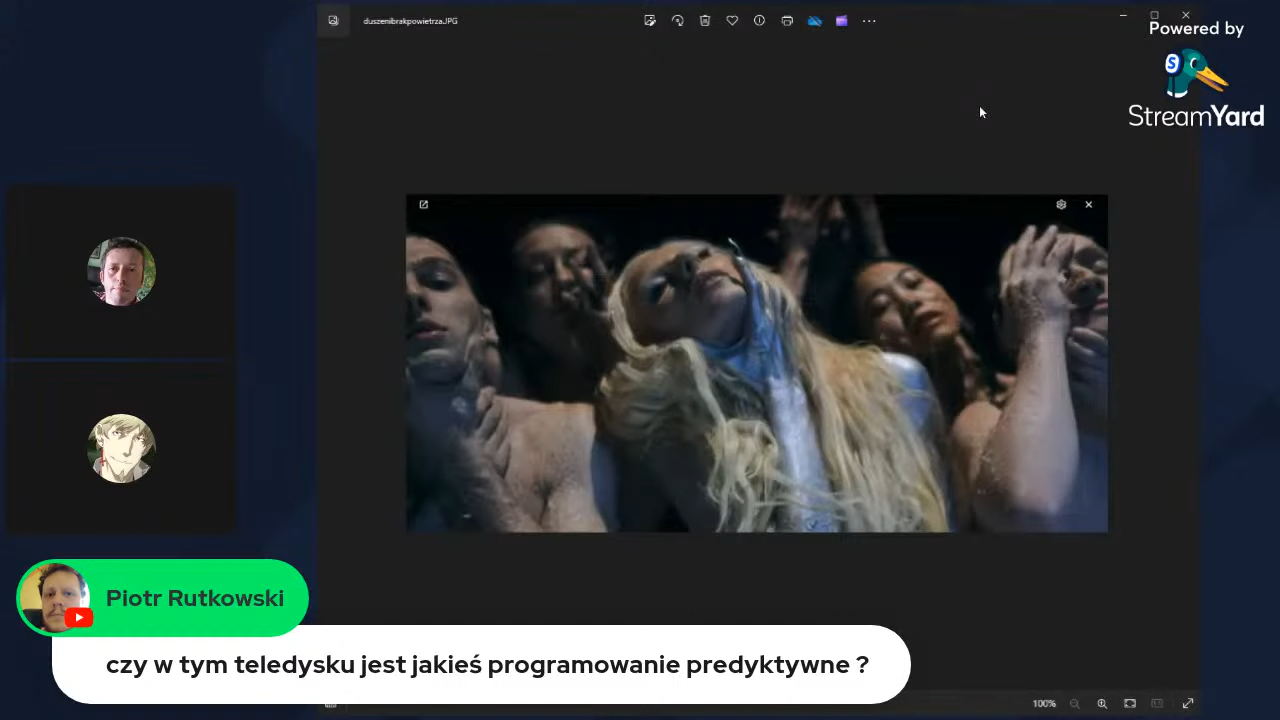 duszenibrakpowietrza.JPG
Powered by
StreamYard
Piotr Rutkowski
czy w tym teledysku jest jakieś programowanie predyktywne ?
100%